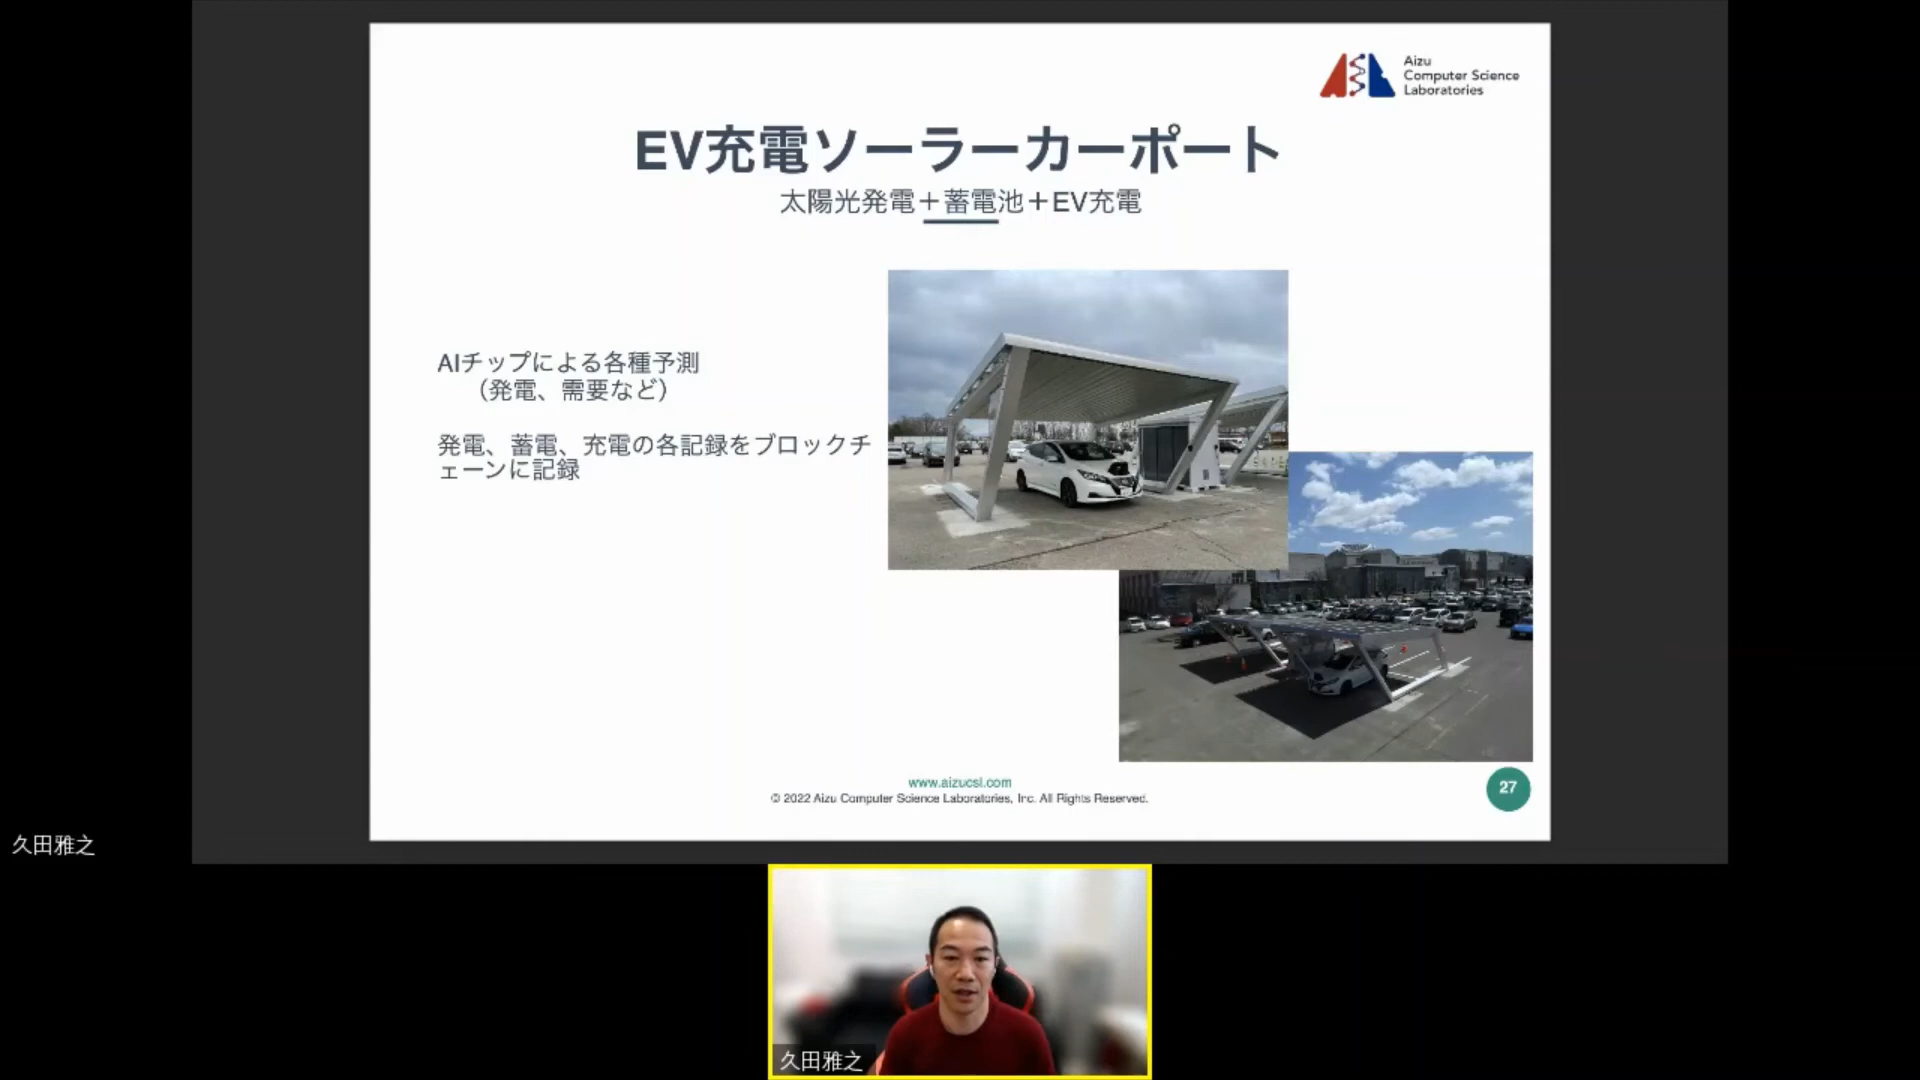 Aizu
Computer Science
Laboratories
EV充電ソーラーカーポート
太陽光発電＋蓄電池＋EV充電
AIチップによる各種予測
（発電、需要など）
発電、蓄電、充電の各記録をブロックチ
ェーンに記録
www.aizucsl.com
© 2022 Aizu Computer Science Laboratories, Inc. All Rights Reserved.
27
久田雅之
久田雅之